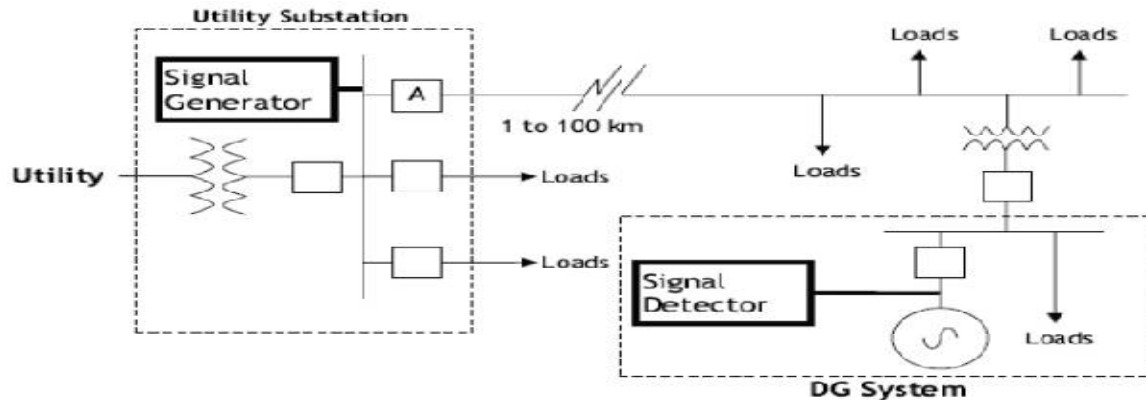 Utility Substation
Signal
Generator
A
Loads
Loads
1 to 100 km
Loads
Utility
Loads
Loads
Signal
Detector
Loads
DG System